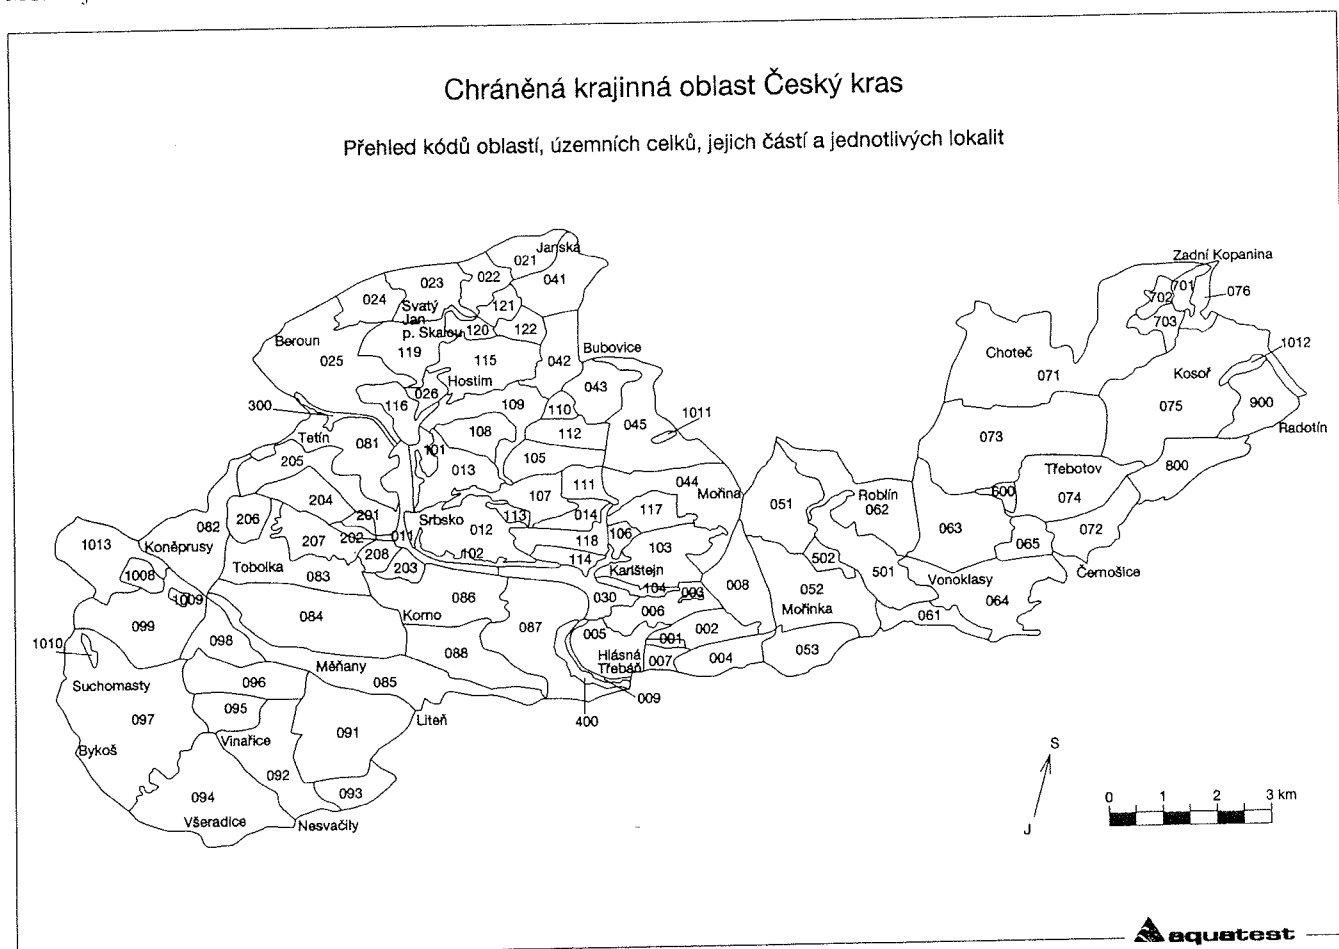 Chráněná krajinná oblast Český kras
Přehled kódů oblastí, územních celků, jejich částí a jednotlivých lokalit
Janská
021
022
041
023
024
121
Svatý
Jan
p. Skalou
120
122
Beroun
025
119
115
042
Bubovice
Hostim
026
043
300
116
109
110
045
1011
Tetín
081
101
108
112
205
013
105
204
107
111
044
Mořina
206
201
Srbsko
012
113
014
117
082
Koněprusy
207
202
011
118
106
103
208
102
114
1013
Tobolka
083
203
Karlštejn
1008
1009
104
003
084
086
030
006
008
099
Korno
087
005
001
002
1010
098
088
Hlásná
Třebáň
007
004
Měňany
085
009
400
Suchomasty
096
097
095
091
Liteň
Bykoš
Vinařice
092
093
094
Všeradice
Nesvačily
Zadní Kopanina
701
702
076
703
1012
Choteč
071
Kosoř
075
900
Radotín
073
800
Třebotov
600
074
051
Roblín
062
063
072
065
502
501
Vonoklasy
Černošice
052
064
Mořinka
061
053
S
J
0 1 2 3 km
aquatest